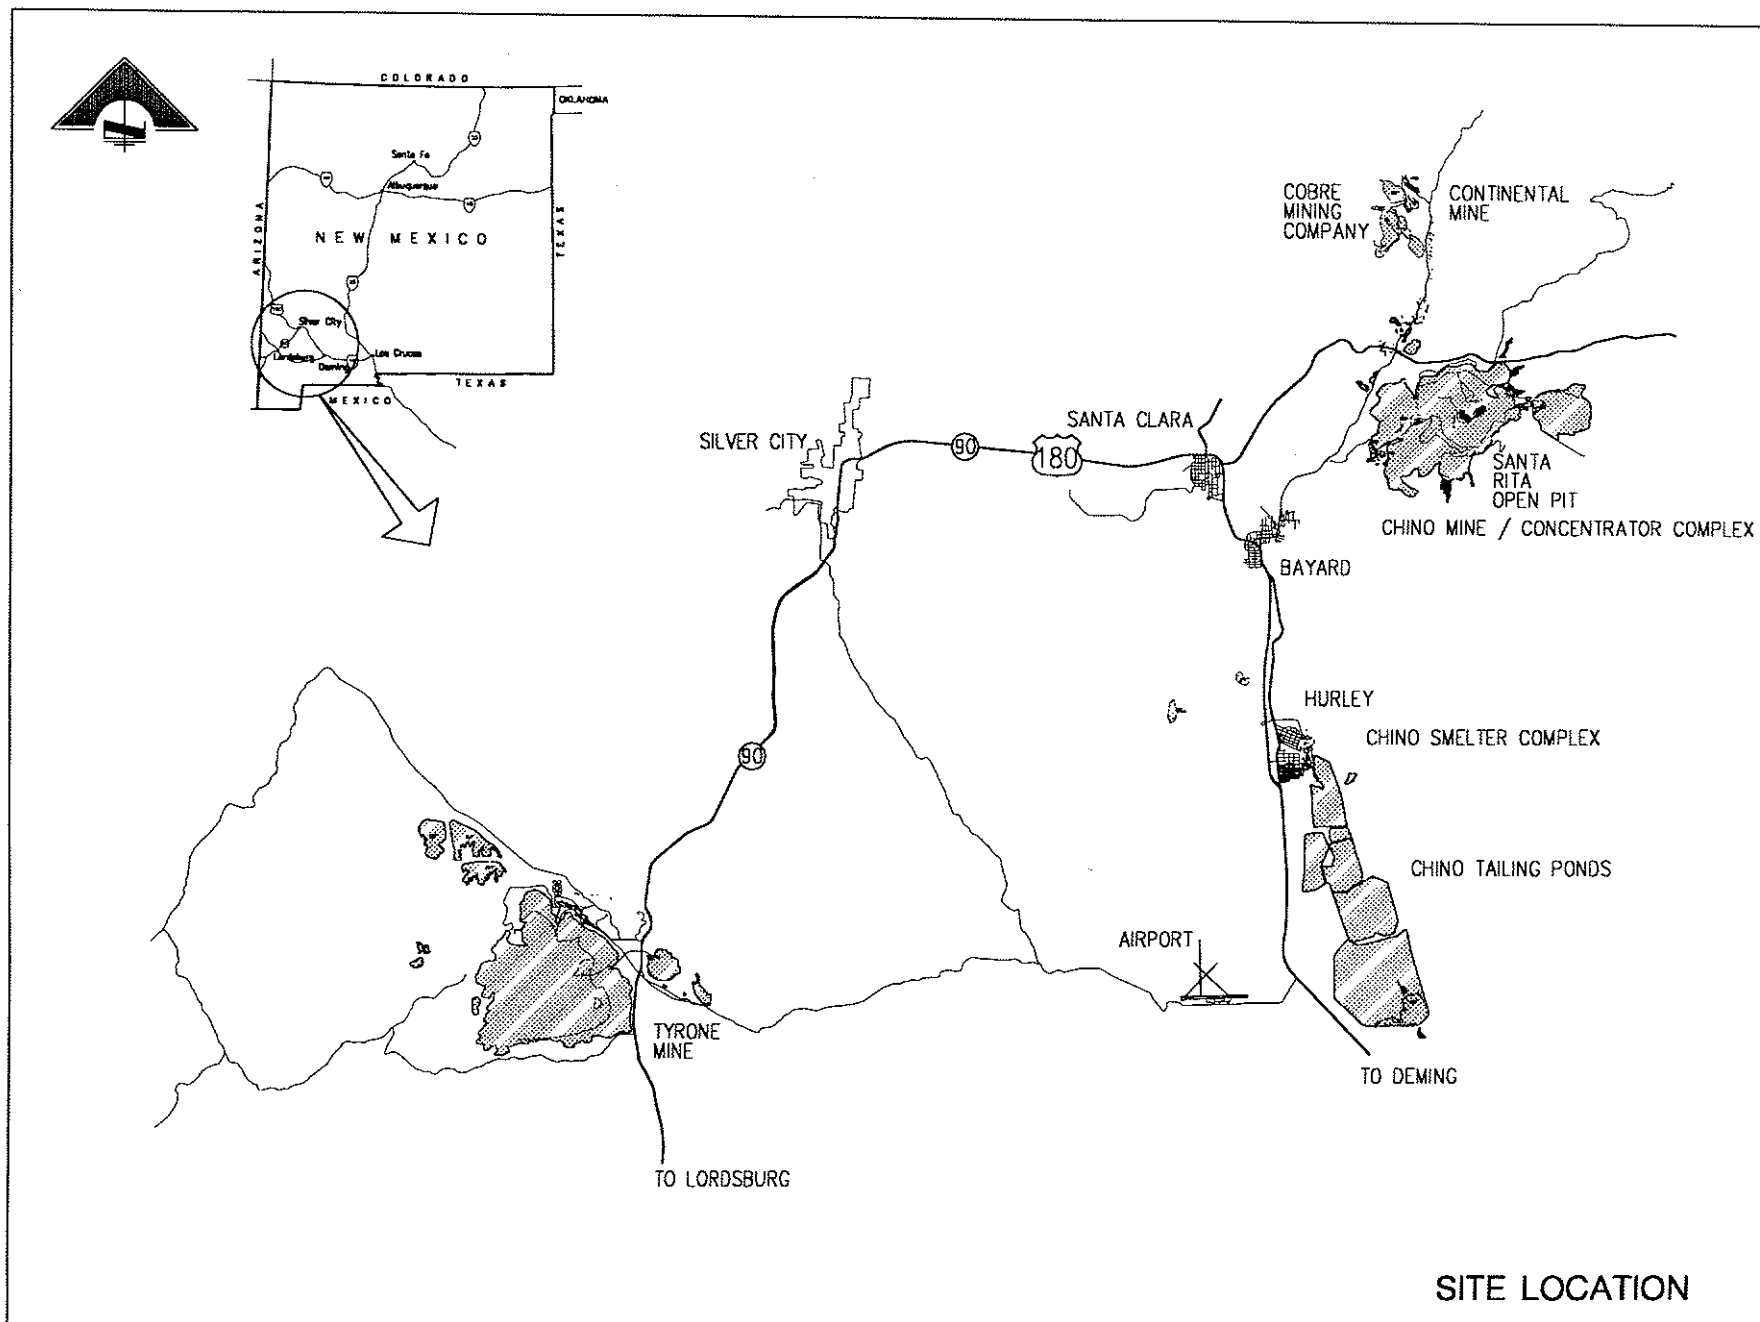 COLORADO
OKLAHOMA
Santa Fe
Albuquerque
ARIZONA
NEW MEXICO
TEXAS
Silver City
Lordsburg
Deming
Las Cruces
TEXAS
MEXICO
COBRE
MINING
COMPANY
CONTINENTAL
MINE
SANTA CLARA
SILVER CITY
90
180
SANTA
RITA
OPEN PIT
CHINO MINE / CONCENTRATOR COMPLEX
BAYARD
HURLEY
CHINO SMELTER COMPLEX
90
CHINO TAILING PONDS
AIRPORT
TYRONE
MINE
TO DEMING
TO LORDSBURG
SITE LOCATION